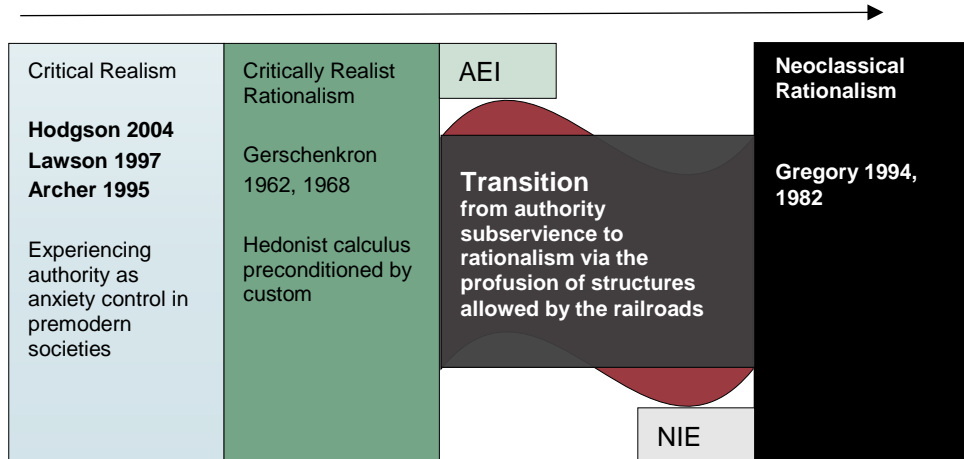 Critical Realism
Hodgson 2004
Lawson 1997
Archer 1995
Experiencing
authority as
anxiety control in
premodern
societies
Critically Realist
Rationalism
Gerschenkron
1962, 1968
Hedonist calculus
preconditioned by
custom
AEI
Transition
from authority
subservience to
rationalism via the
profusion of structures
allowed by the railroads
NIE
Neoclassical
Rationalism
Gregory 1994,
1982